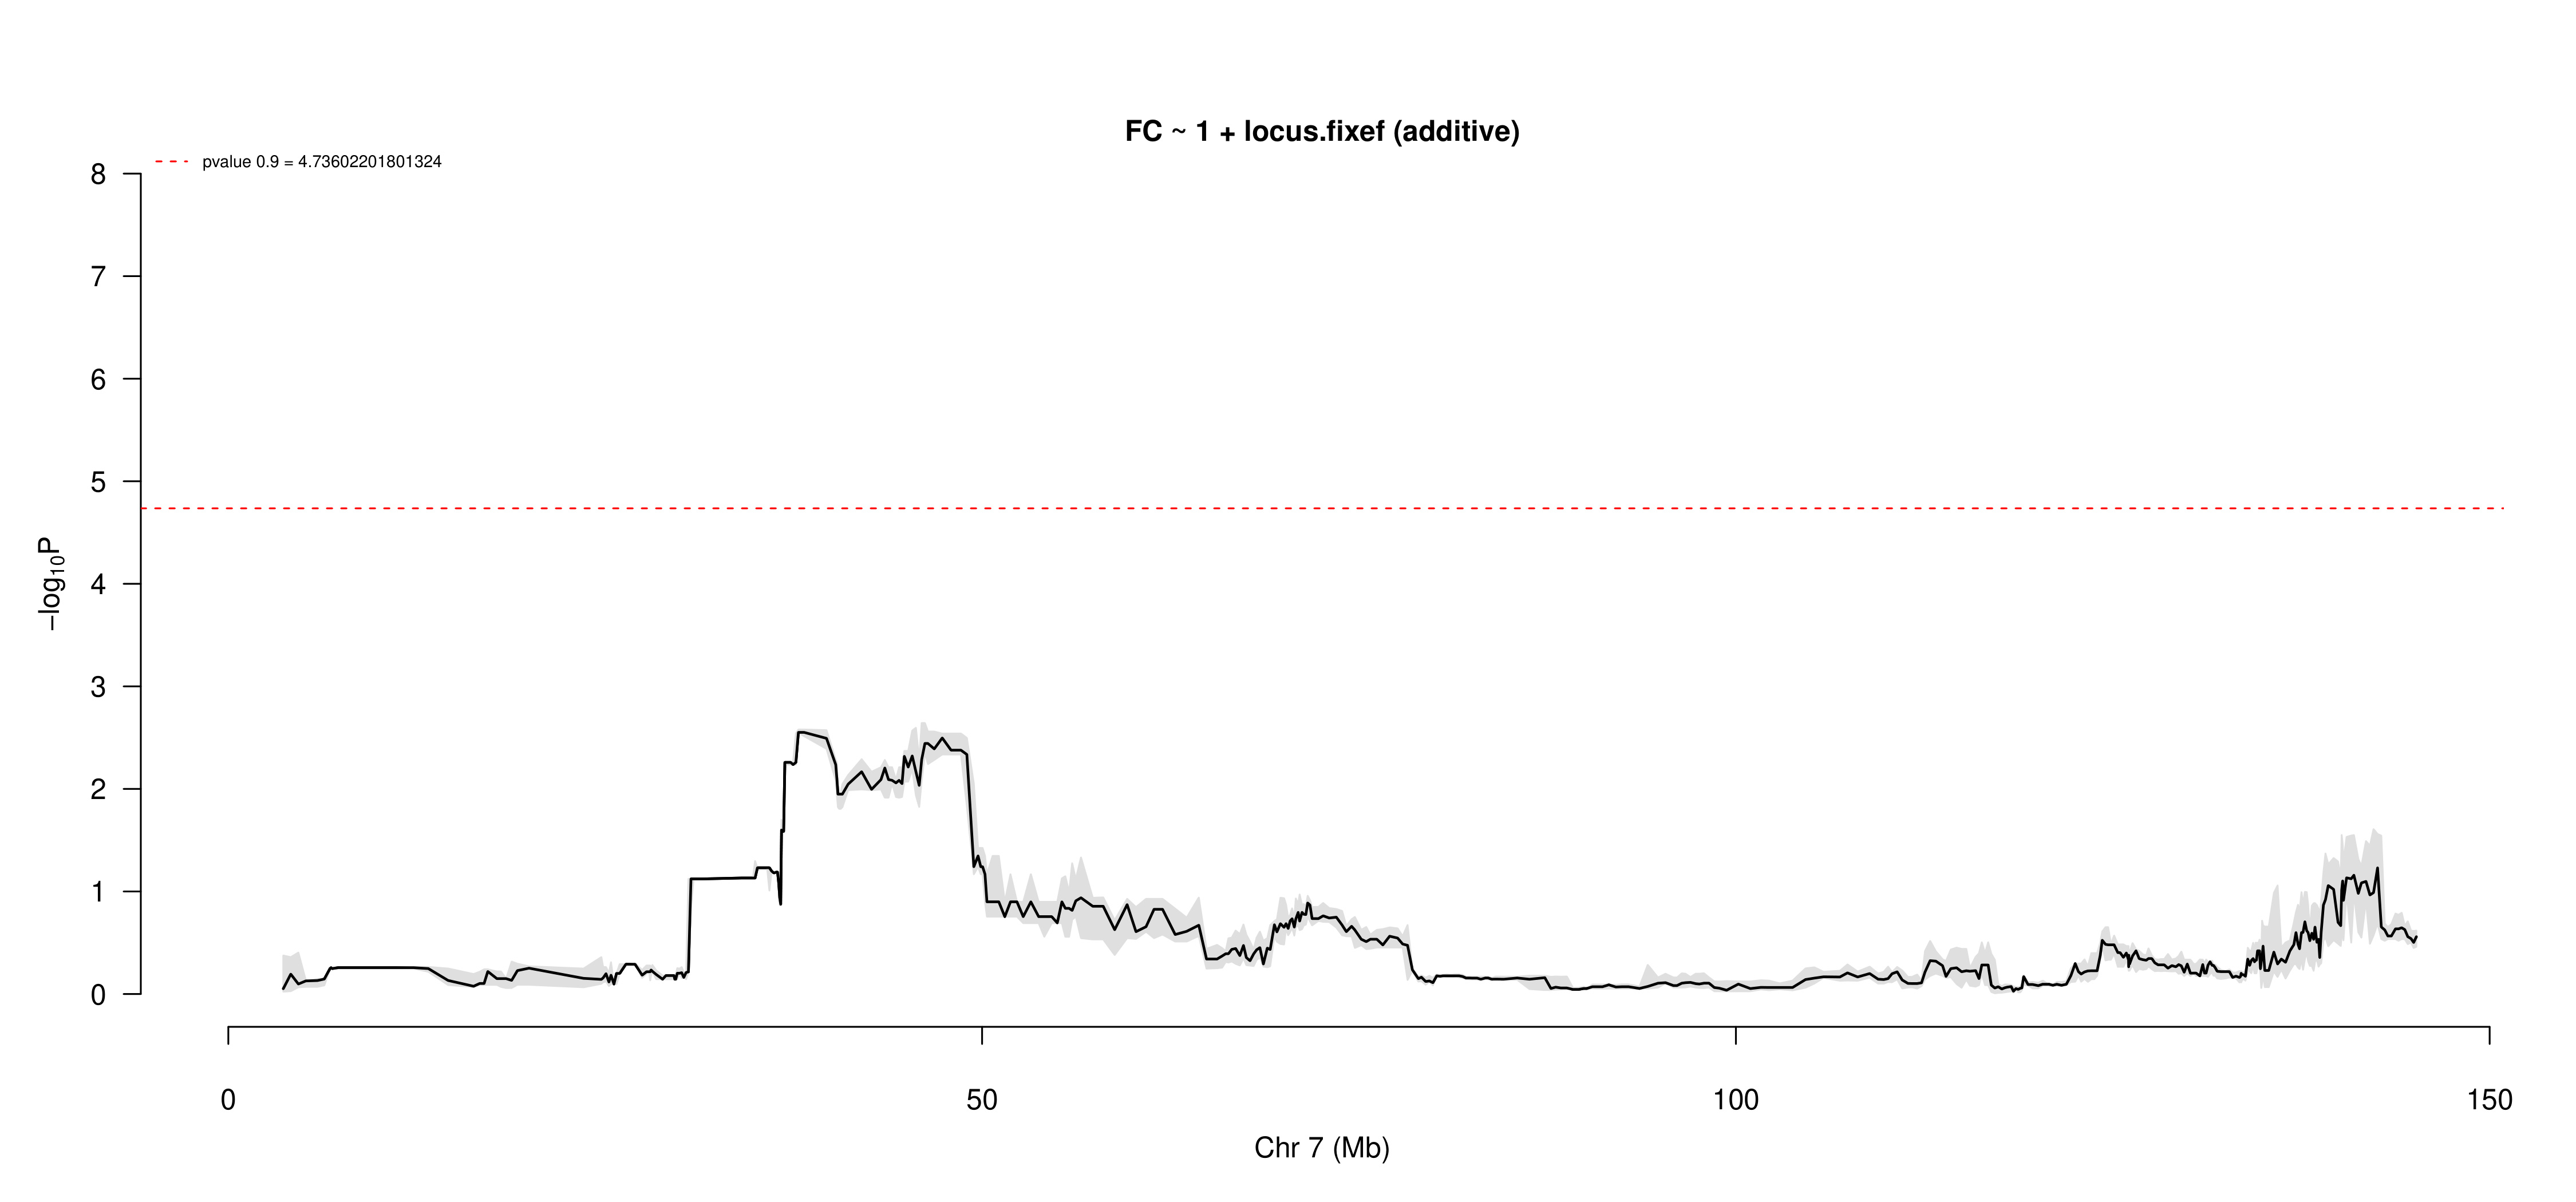 FC ~ 1 + locus.fixef (additive)
pvalue 0.9 = 4.73602201801324
8
7
6
5
4
3
2
1
0
−log10P
0 50 100 150
Chr 7 (Mb)